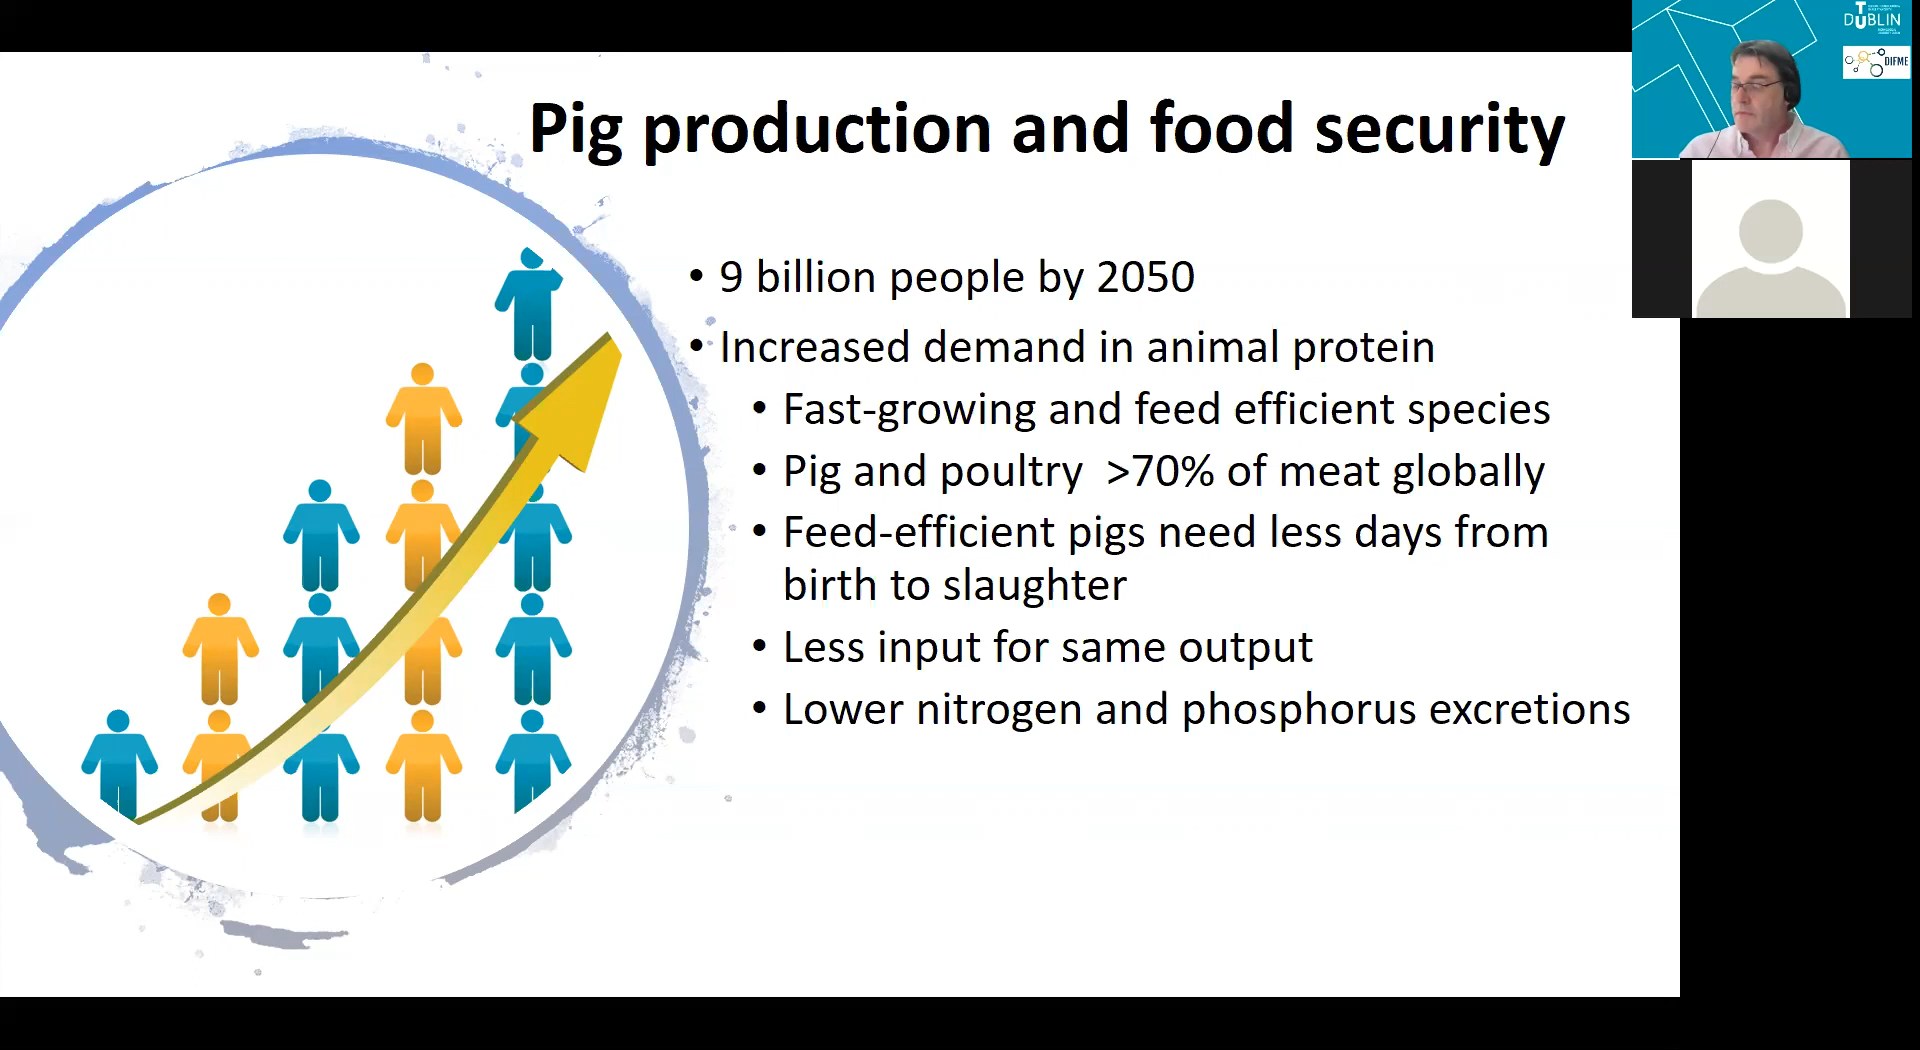 Pig production and food security
• 9 billion people by 2050
• Increased demand in animal protein
• Fast-growing and feed efficient species
• Pig and poultry >70% of meat globally
• Feed-efficient pigs need less days from
birth to slaughter
• Less input for same output
• Lower nitrogen and phosphorus excretions
TU
DUBLIN
DIFME